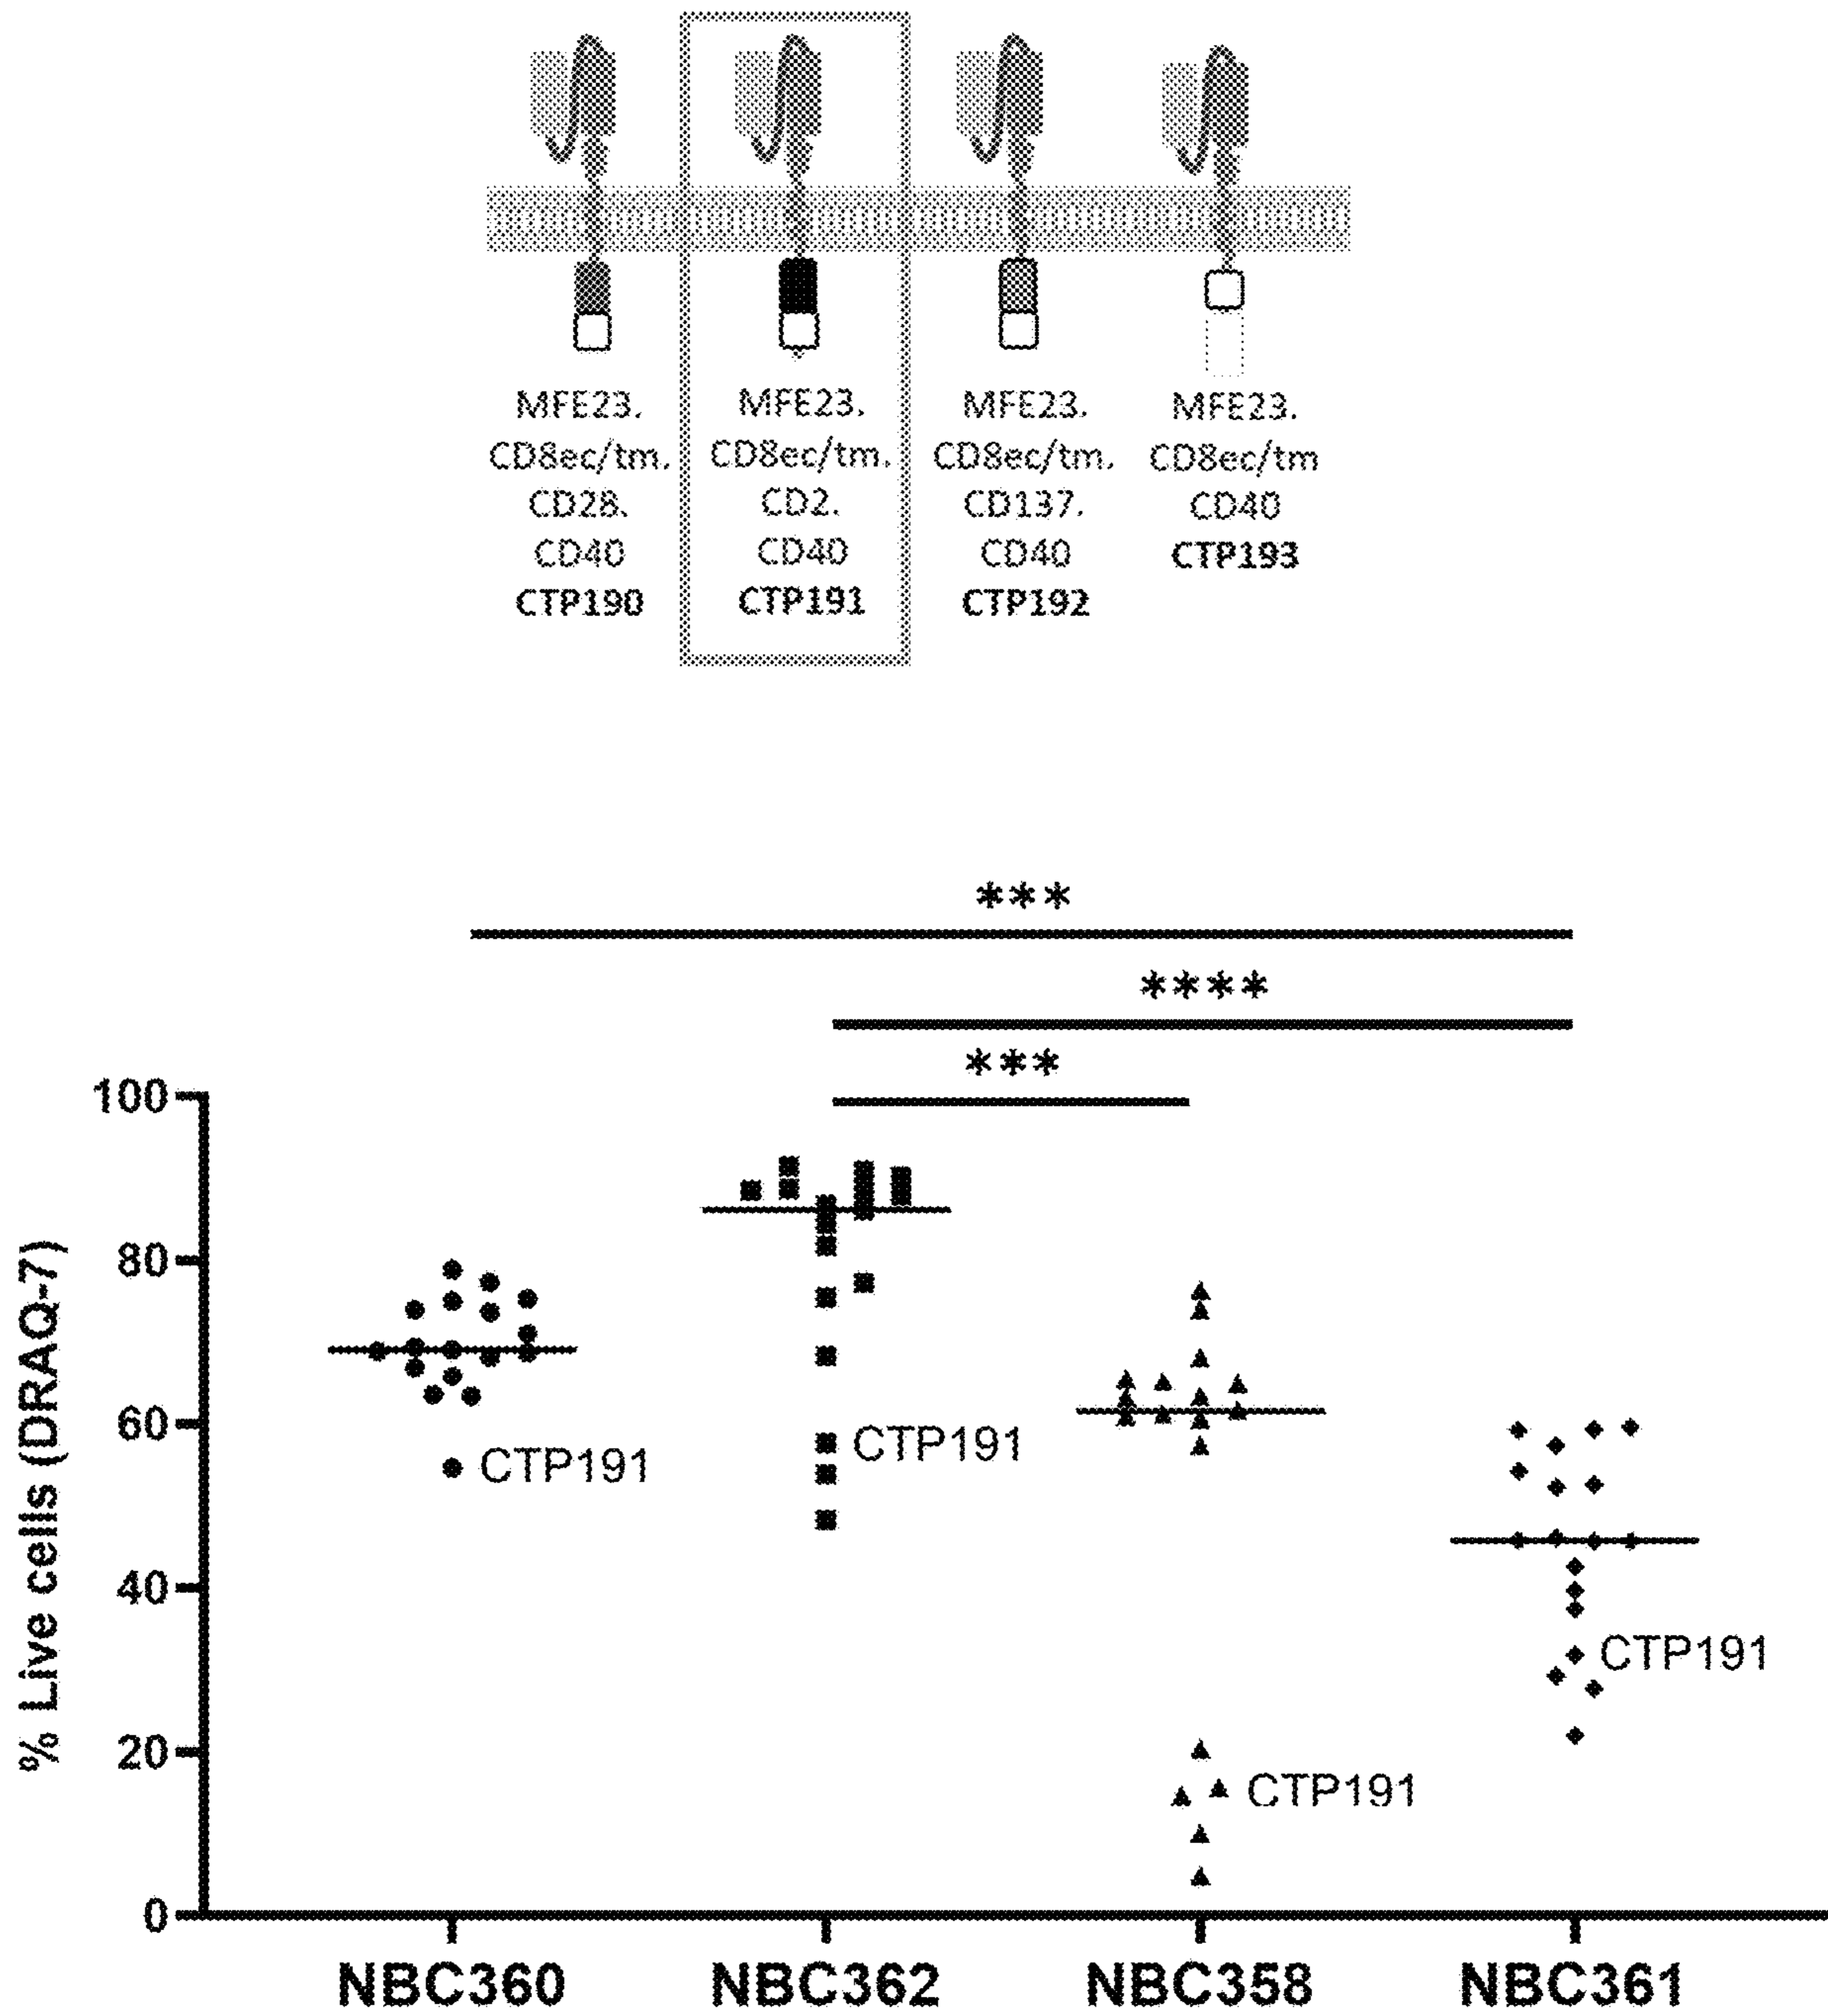 MFE23.
CD8ec/tm.
CD28.
CD40
CTP190
MFE23.
CD8ec/tm.
CD2.
CD40
CTP191
MFE23.
CD8ec/tm.
CD137.
CD40
CTP192
MFE23.
CD8ec/tm
CD40
CTP193
***
****
***
% Live cells (DRAQ-7)
100
80
60
40
20
0
CTP191
CTP191
CTP191
CTP191
NBC360
NBC362
NBC358
NBC361